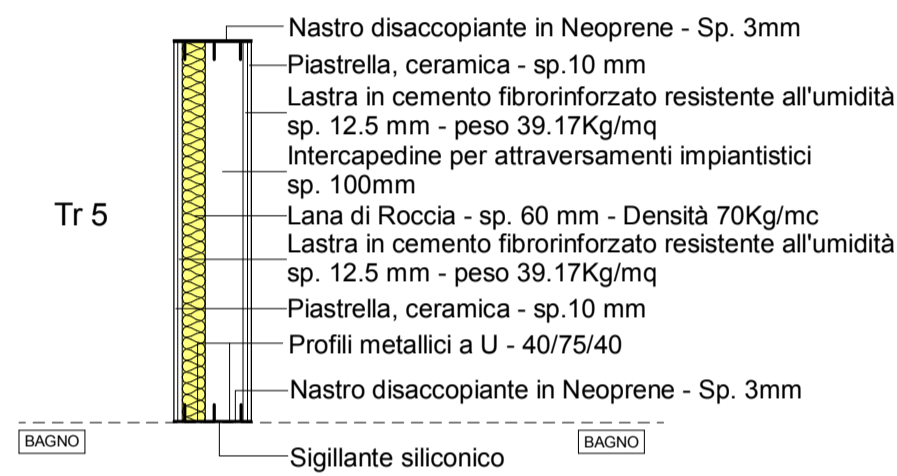 Nastro disaccopiante in Neoprene - Sp. 3mm
Piastrella, ceramica - sp.10 mm
Lastra in cemento fibrorinforzato resistente all'umidità
sp. 12.5 mm - peso 39.17Kg/mq
Intercapedine per attraversamenti impiantistici
sp. 100mm
Tr 5
Lana di Roccia - sp. 60 mm - Densità 70Kg/mc
Lastra in cemento fibrorinforzato resistente all'umidità
sp. 12.5 mm - peso 39.17Kg/mq
Piastrella, ceramica - sp.10 mm
Profili metallici a U - 40/75/40
Nastro disaccopiante in Neoprene - Sp. 3mm
BAGNO
BAGNO
Sigillante siliconico